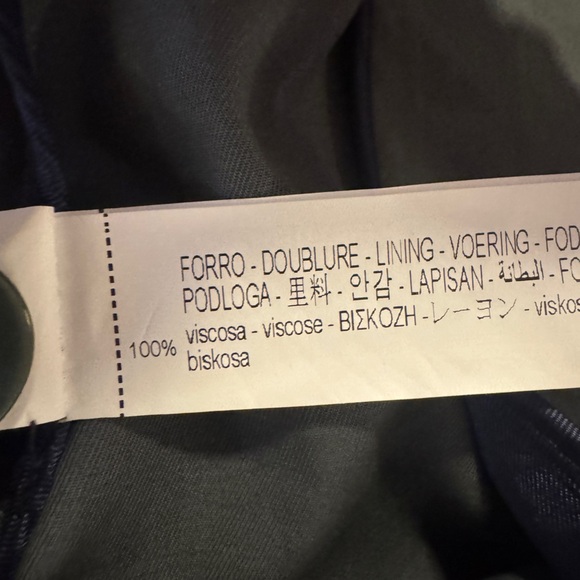 FORRO - DOUBLURE - LINING - VOERING - FOD
PODLOGA - 里料 - 안감 - LAPISAN - البطانة - FO
100% viscosa - viscose - ΒΙΣΚΟΖΗ - レーヨン - viskos
biskosa